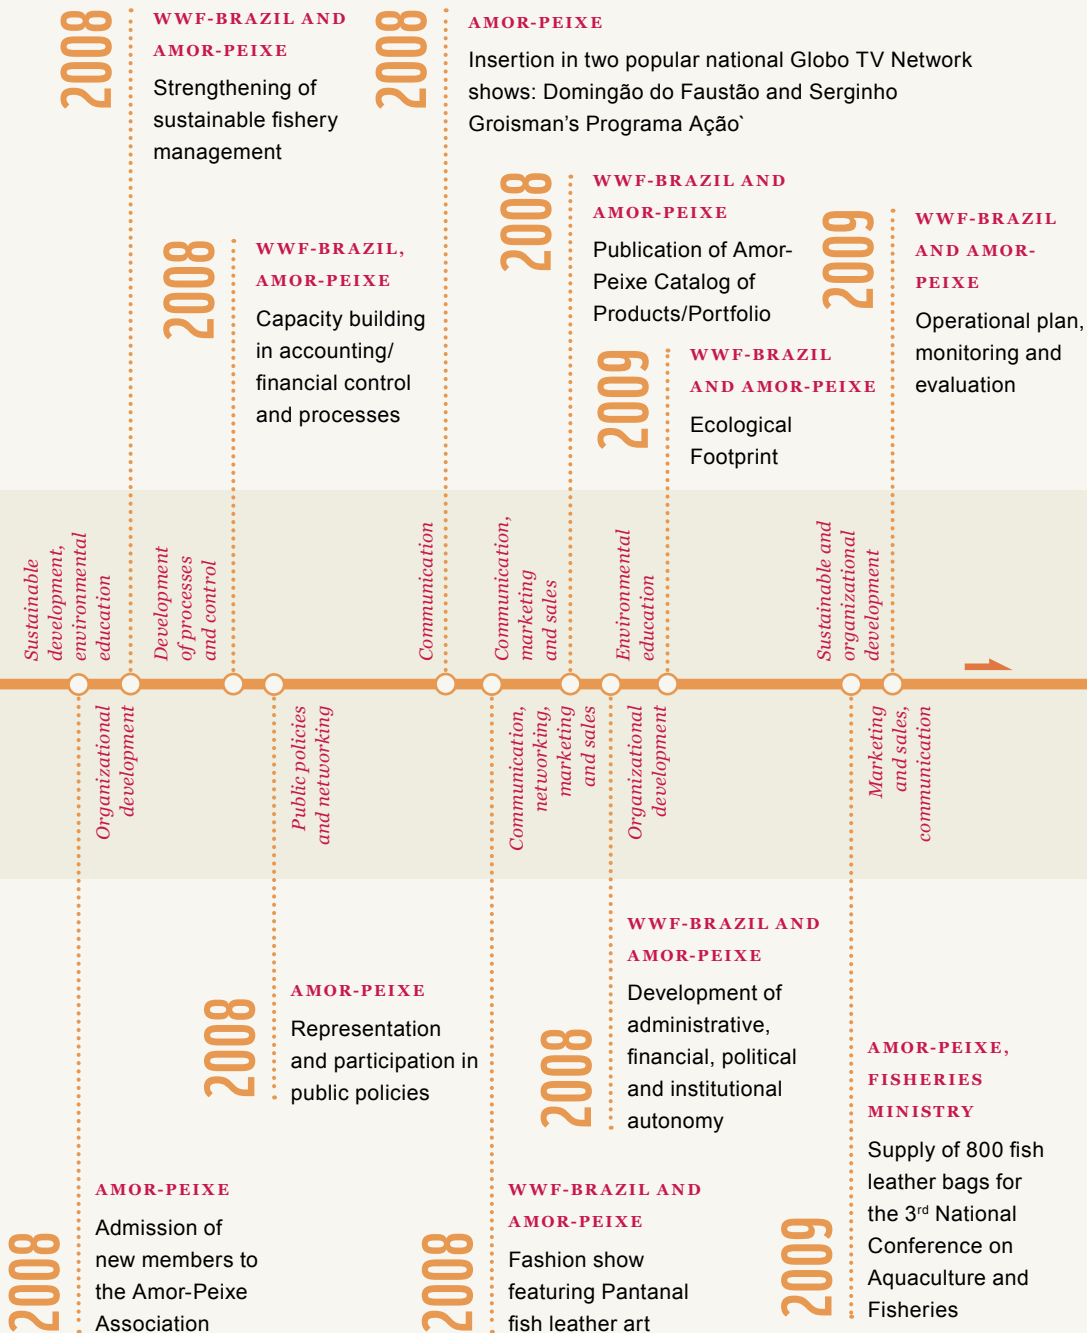 2008
WWF-BRAZIL AND
AMOR-PEIXE
Strengthening of
sustainable fishery
management
2008
AMOR-PEIXE
Insertion in two popular national Globo TV Network
shows: Domingão do Faustão and Serginho
Groisman’s Programa Ação`
2008
WWF-BRAZIL,
AMOR-PEIXE
Capacity building
in accounting/
financial control
and processes
2008
WWF-BRAZIL AND
AMOR-PEIXE
Publication of Amor-
Peixe Catalog of
Products/Portfolio
2009
WWF-BRAZIL
AND AMOR-PEIXE
Ecological
Footprint
2009
WWF-BRAZIL
AND AMOR-
PEIXE
Operational plan,
monitoring and
evaluation
Sustainable
development,
environmental
education
Development
of processes
and control
Communication
Communication,
marketing
and sales
Environmental
education
Sustainable and
organizational
development
Organizational
development
Public policies
and networking
Communication,
networking,
marketing
and sales
Organizational
development
Marketing
and sales,
communication
2008
AMOR-PEIXE
Admission of
new members to
the Amor-Peixe
Association
2008
AMOR-PEIXE
Representation
and participation in
public policies
2008
WWF-BRAZIL AND
AMOR-PEIXE
Fashion show
featuring Pantanal
fish leather art
2008
WWF-BRAZIL AND
AMOR-PEIXE
Development of
administrative,
financial, political
and institutional
autonomy
2009
AMOR-PEIXE,
FISHERIES
MINISTRY
Supply of 800 fish
leather bags for
the 3rd National
Conference on
Aquaculture and
Fisheries